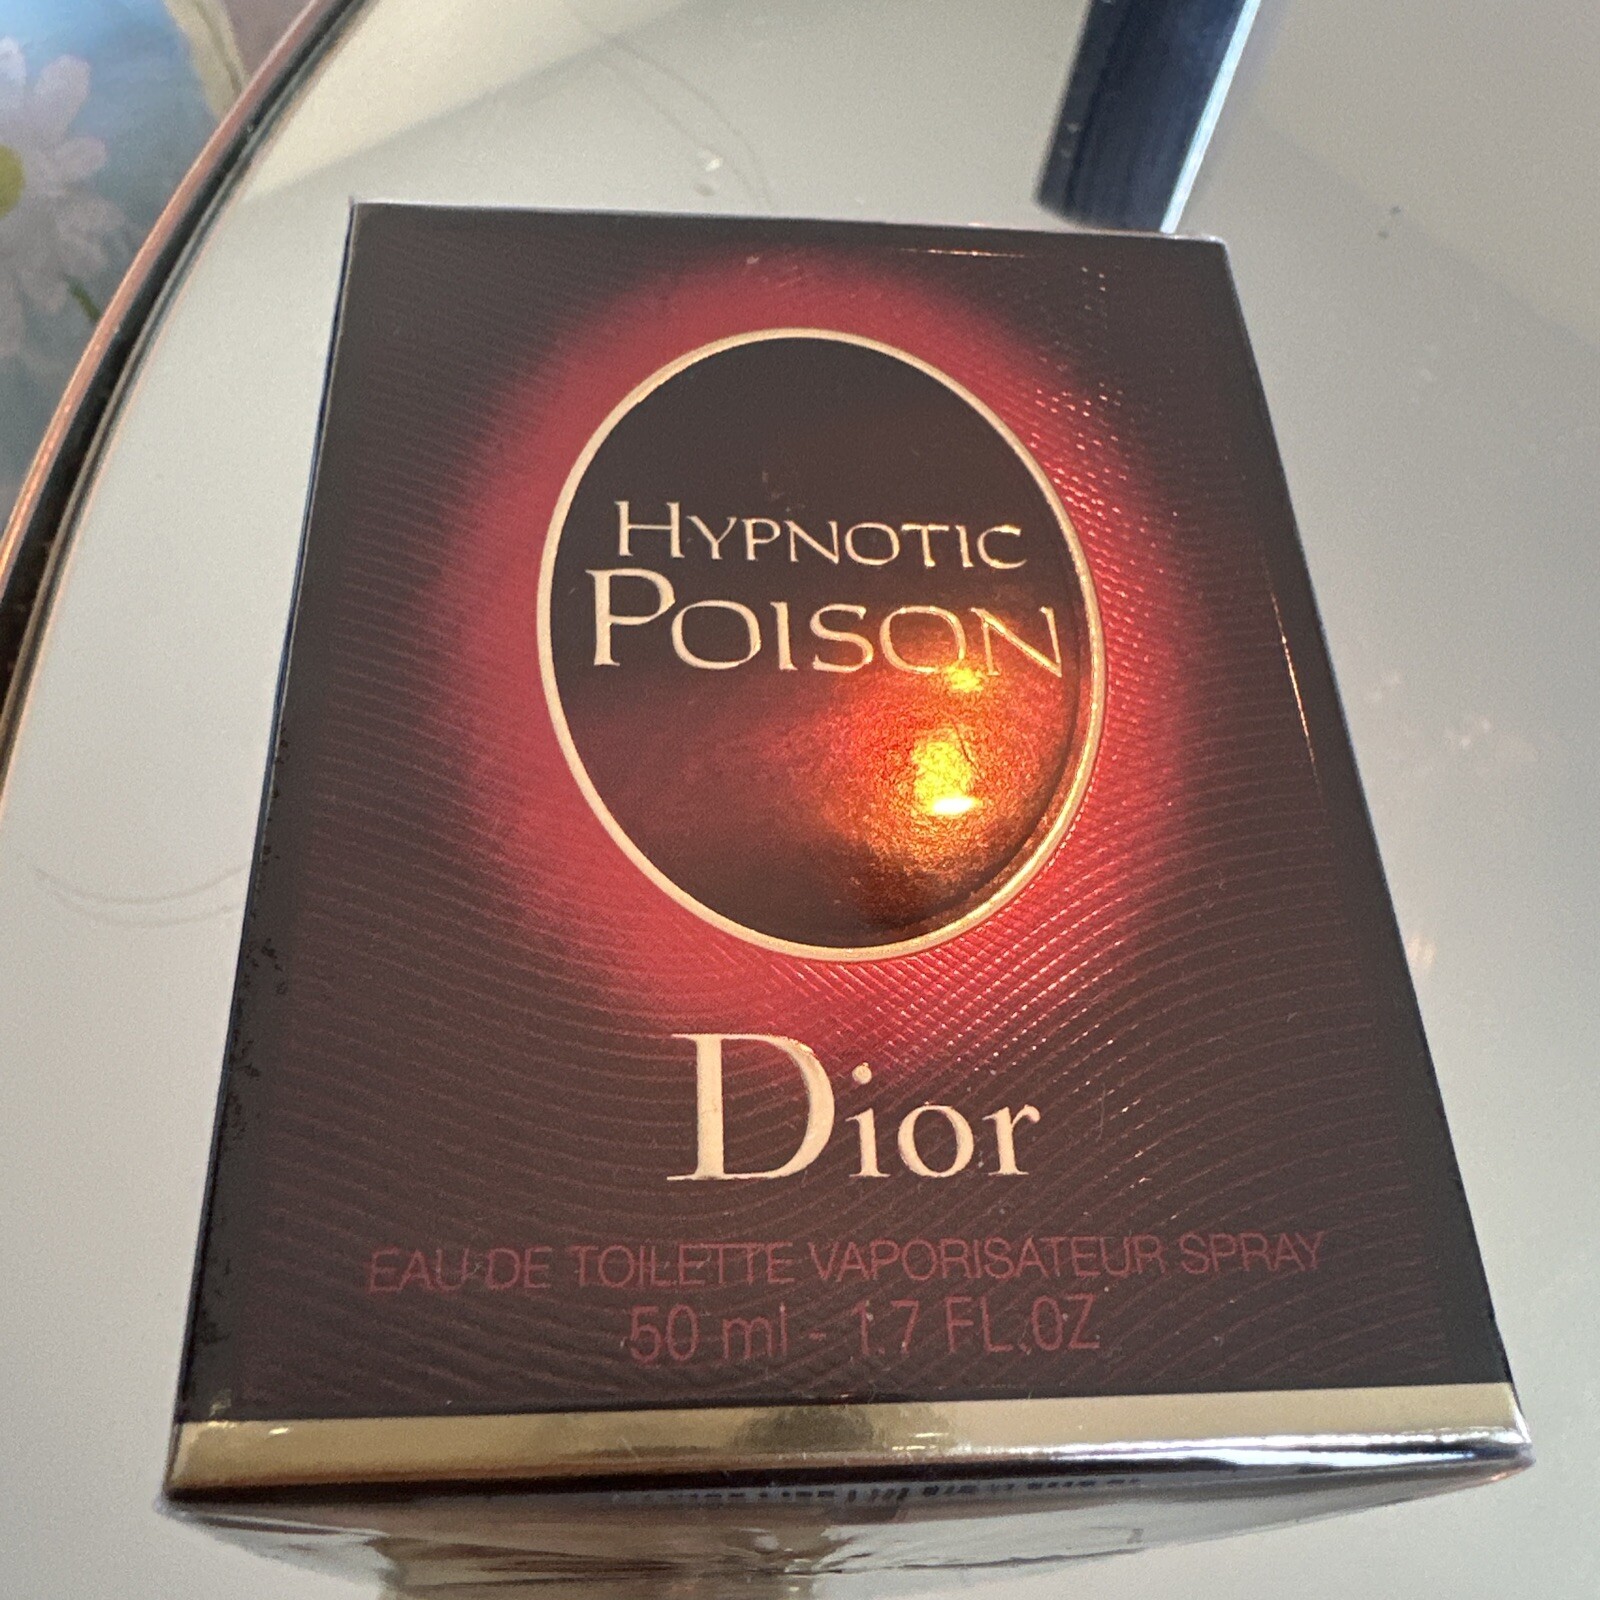 HYPNOTIC
POISON
Dior
EAU DE TOILETTE VAPORISATEUR SPRAY
50 ml - 1.7 FL.OZ